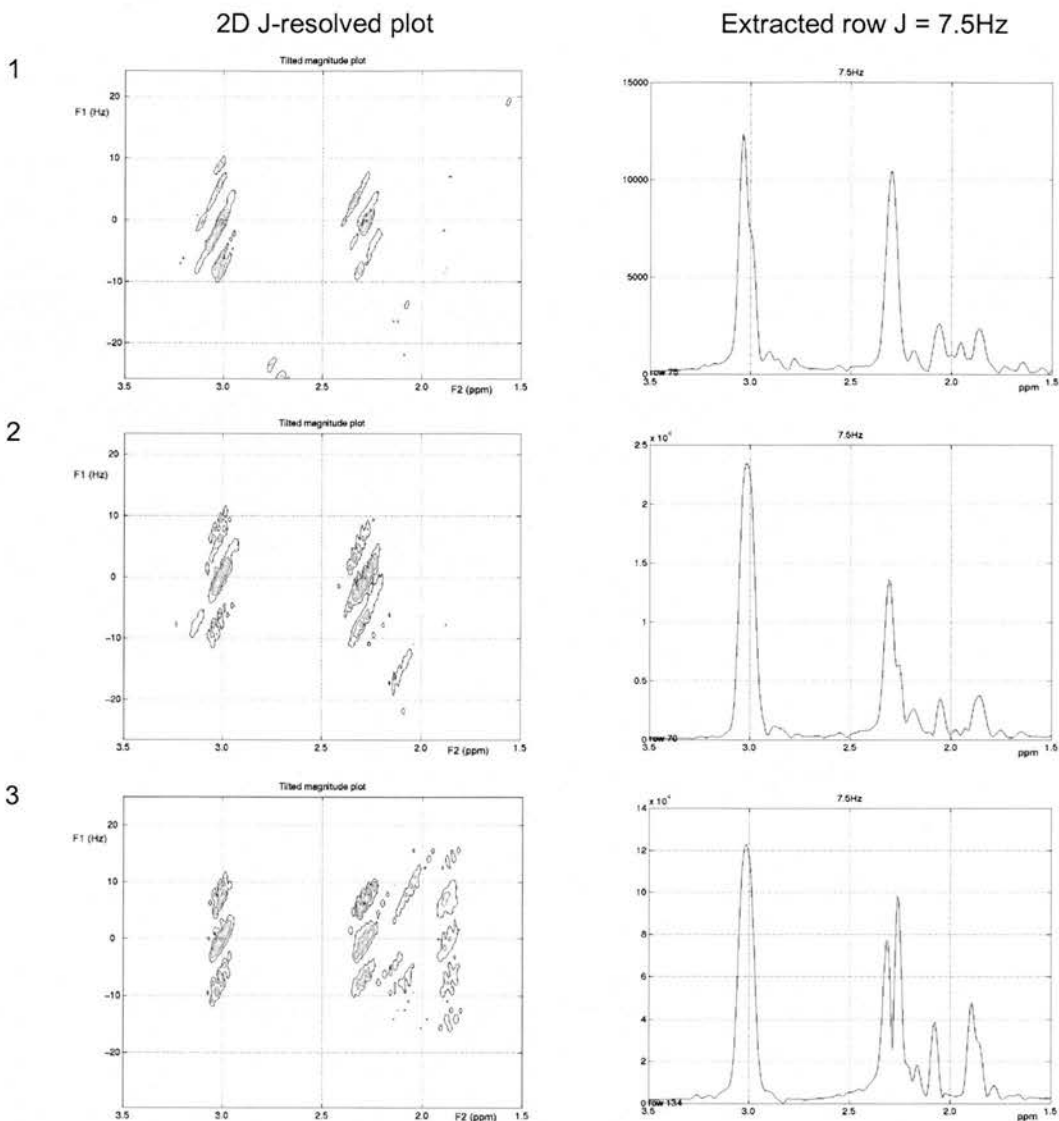 2D J-resolved plot
Extracted row J = 7.5Hz
1
Tilted magnitude plot
F1 (Hz)
20
10
0
−10
−20
3.5 3.0 2.5 2.0 1.5
F2 (ppm)
7.5Hz
15000
10000
5000
0
row 75
3.5 3.0 2.5 2.0 1.5
ppm
2
Tilted magnitude plot
F1 (Hz)
20
10
0
−10
−20
3.5 3.0 2.5 2.0 1.5
F2 (ppm)
7.5Hz
2.5
2
1.5
1
0.5
0
row 70
3.5 3.0 2.5 2.0 1.5
ppm
3
Tilted magnitude plot
F1 (Hz)
20
10
0
−10
−20
3.5 3.0 2.5 2.0 1.5
F2 (ppm)
7.5Hz
14
12
10
8
6
4
2
0
row 134
3.5 3.0 2.5 2.0 1.5
ppm